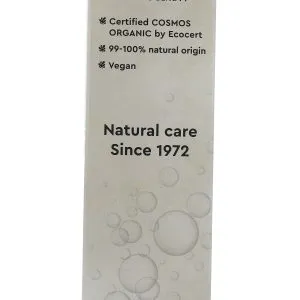 Certified COSMOS
ORGANIC by Ecocert
99-100% natural origin
Vegan
Natural care
Since 1972